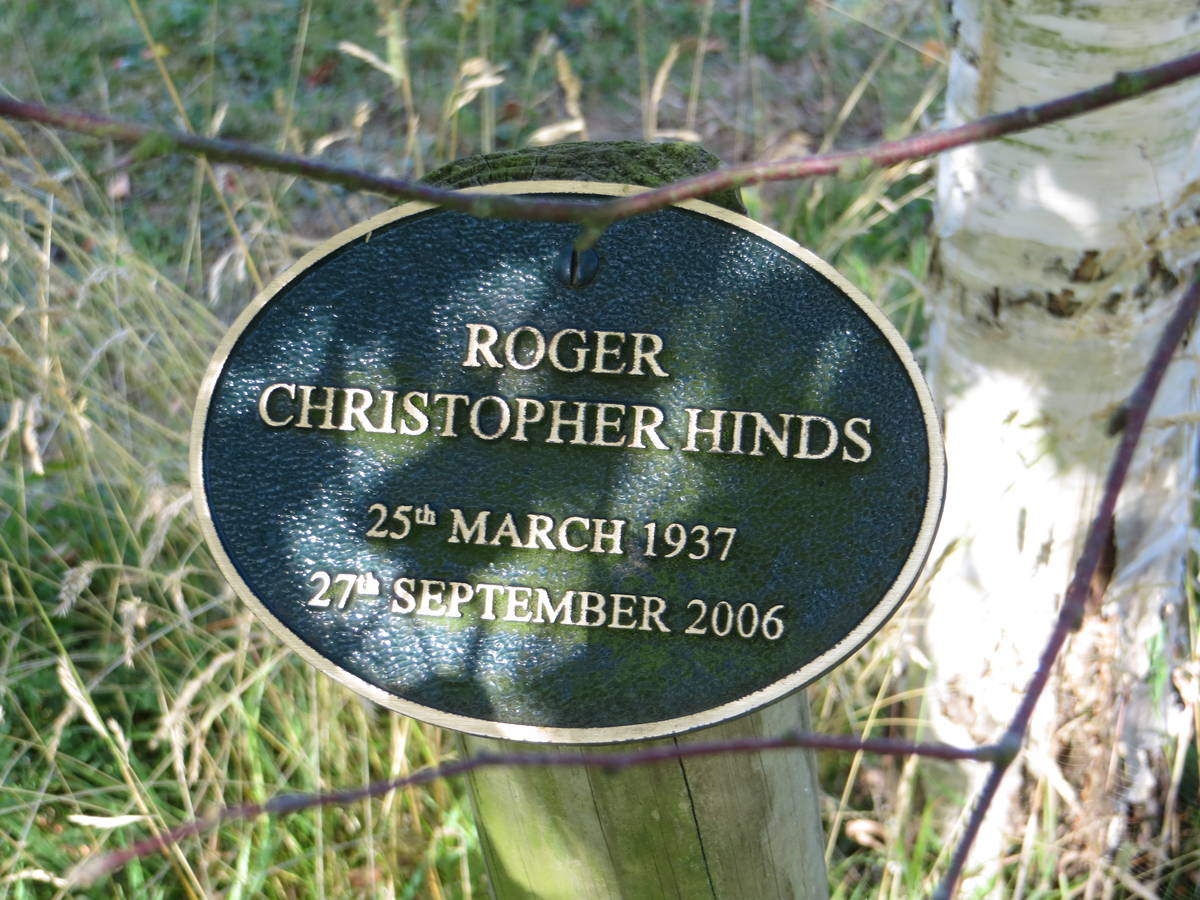 ROGER
CHRISTOPHER HINDS
25th MARCH 1937
27th SEPTEMBER 2006